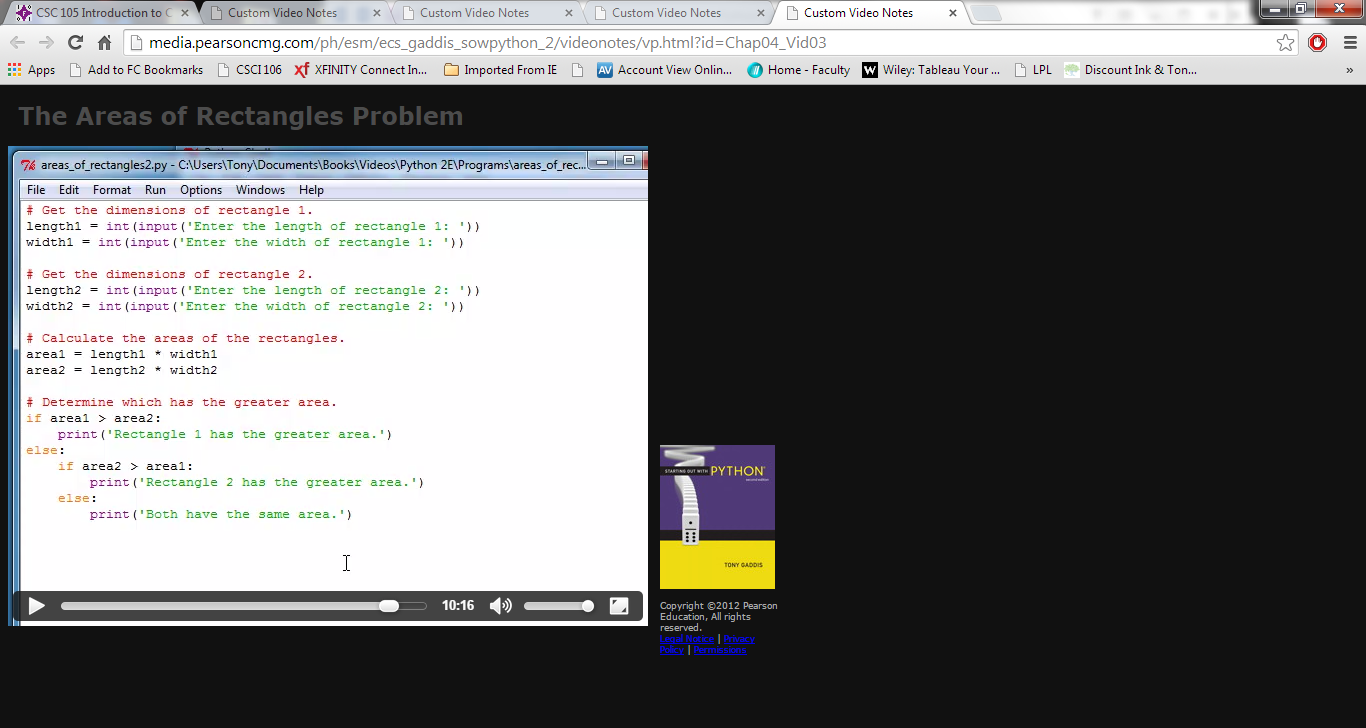 CSC 105 Introduction to C
Custom Video Notes
Custom Video Notes
Custom Video Notes
Custom Video Notes
media.pearsoncmg.com/ph/esm/ecs_gaddis_sowpython_2/videonotes/vp.html?id=Chap04_Vid03
Apps Add to FC Bookmarks CSCI 106 XFINITY Connect In... Imported From IE AV Account View Onlin... Home - Faculty W Wiley: Tableau Your ... LPL Discount Ink & Ton... »
The Areas of Rectangles Problem
areas_of_rectangles2.py - C:\Users\Tony\Documents\Books\Videos\Python 2E\Programs\areas_of_rec...
File Edit Format Run Options Windows Help
# Get the dimensions of rectangle 1.
length1 = int(input('Enter the length of rectangle 1: '))
width1 = int(input('Enter the width of rectangle 1: '))
# Get the dimensions of rectangle 2.
length2 = int(input('Enter the length of rectangle 2: '))
width2 = int(input('Enter the width of rectangle 2: '))
# Calculate the areas of the rectangles.
area1 = length1 * width1
area2 = length2 * width2
# Determine which has the greater area.
if area1 > area2:
    print('Rectangle 1 has the greater area.')
else:
    if area2 > area1:
        print('Rectangle 2 has the greater area.')
    else:
        print('Both have the same area.')
10:16
STARTING OUT WITH PYTHON
second edition
TONY GADDIS
Copyright ©2012 Pearson
Education, All rights
reserved.
Legal Notice | Privacy
Policy | Permissions